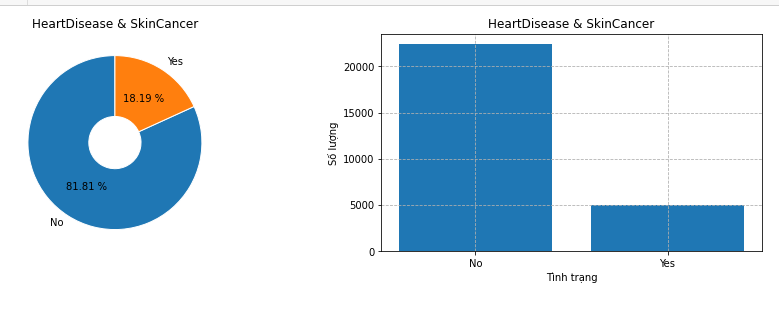 HeartDisease & SkinCancer
Yes
18.19 %
81.81 %
No
HeartDisease & SkinCancer
Số lượng
20000
15000
10000
5000
0
No
Yes
Tình trạng